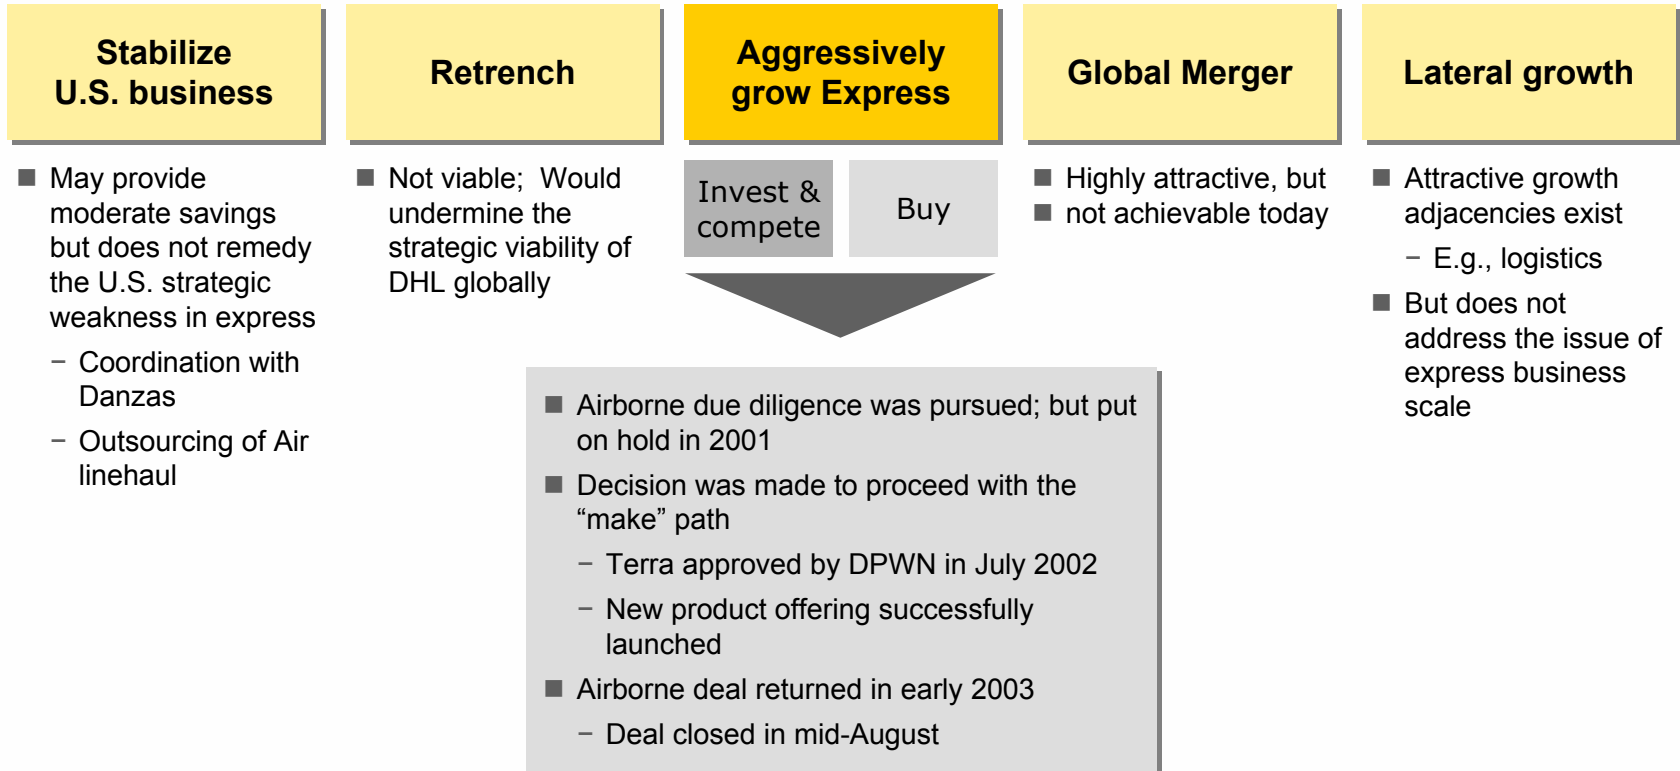 Stabilize
U.S. business
■ May provide
moderate savings
but does not remedy
the U.S. strategic
weakness in express
− Coordination with
Danzas
− Outsourcing of Air
linehaul
Retrench
■ Not viable;  Would
undermine the
strategic viability of
DHL globally
Aggressively
grow Express
Invest &
compete
Buy
■ Airborne due diligence was pursued; but put
on hold in 2001
■ Decision was made to proceed with the
“make” path
− Terra approved by DPWN in July 2002
− New product offering successfully
launched
■ Airborne deal returned in early 2003
− Deal closed in mid-August
Global Merger
■ Highly attractive, but
■ not achievable today
Lateral growth
■ Attractive growth
adjacencies exist
− E.g., logistics
■ But does not
address the issue of
express business
scale